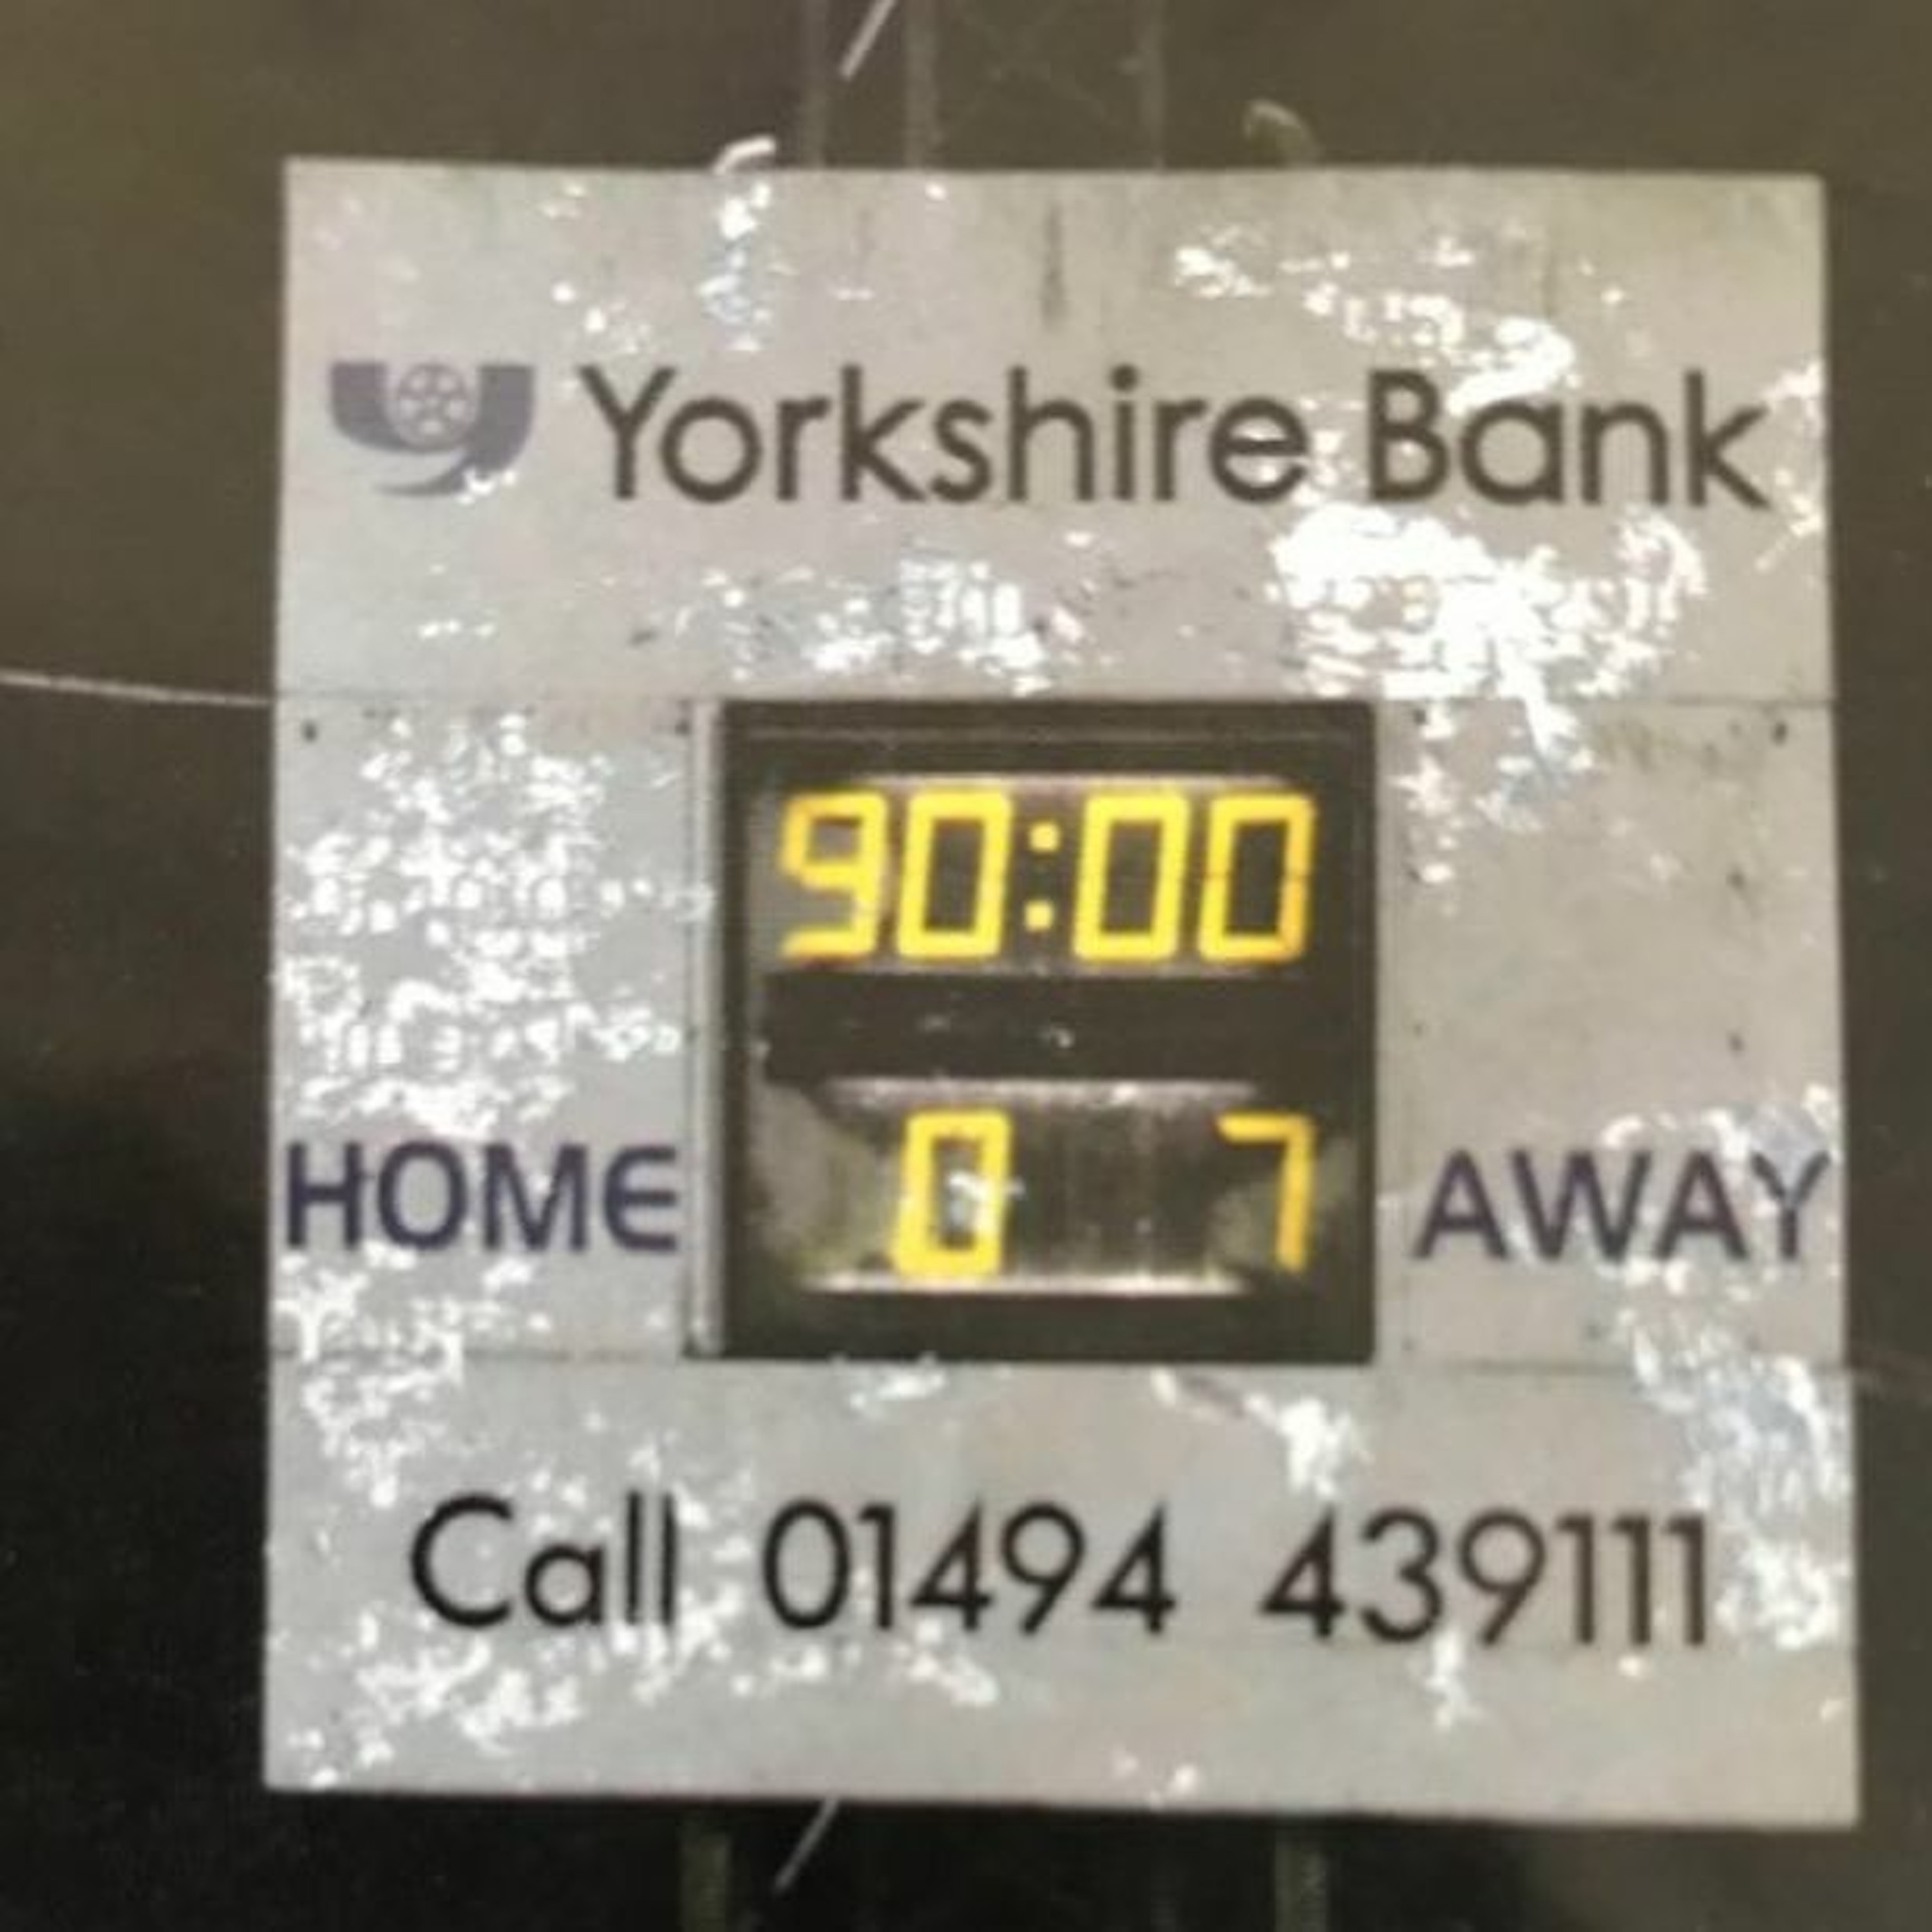 Yorkshire Bank
90:00
HOME 0 7 AWAY
Call 01494 439111